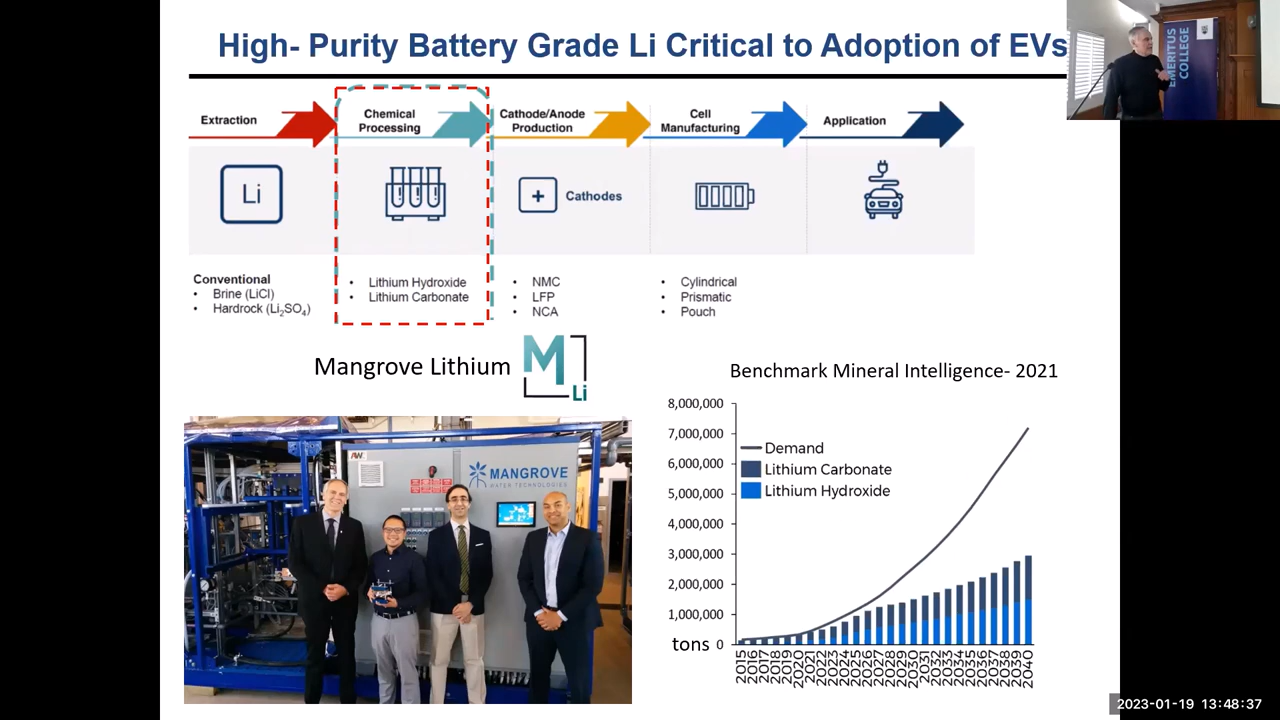 High- Purity Battery Grade Li Critical to Adoption of EVs
EMERITUS
COLLEGE
Extraction
Chemical
Processing
Cathode/Anode
Production
Cell
Manufacturing
Application
Li
+
Cathodes
Conventional
• Brine (LiCl)
• Hardrock (Li₂SO₄)
• Lithium Hydroxide
• Lithium Carbonate
• NMC
• LFP
• NCA
• Cylindrical
• Prismatic
• Pouch
Mangrove Lithium
M
Li
MANGROVE
WATER TECHNOLOGIES
Benchmark Mineral Intelligence- 2021
8,000,000
7,000,000
6,000,000
5,000,000
4,000,000
3,000,000
2,000,000
1,000,000
tons 0
Demand
Lithium Carbonate
Lithium Hydroxide
2015
2016
2017
2018
2019
2020
2021
2022
2023
2024
2025
2026
2027
2028
2029
2030
2031
2032
2033
2034
2035
2036
2037
2038
2039
2040
2023-01-19 13:48:37